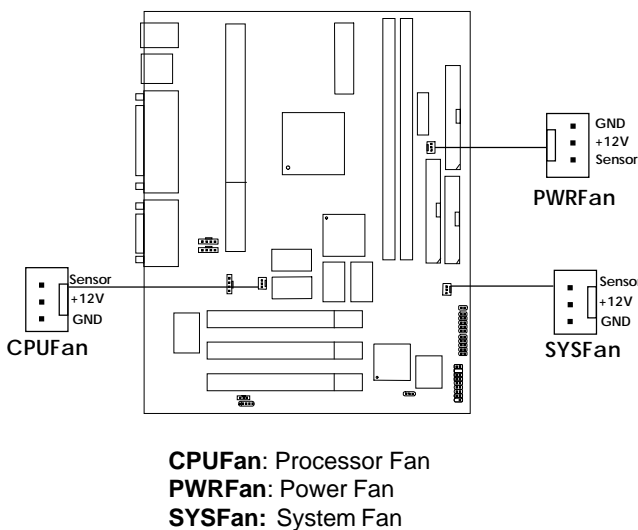 GND
+12V
Sensor
PWRFan
Sensor
+12V
GND
CPUFan
Sensor
+12V
GND
SYSFan
CPUFan: Processor Fan
PWRFan: Power Fan
SYSFan: System Fan